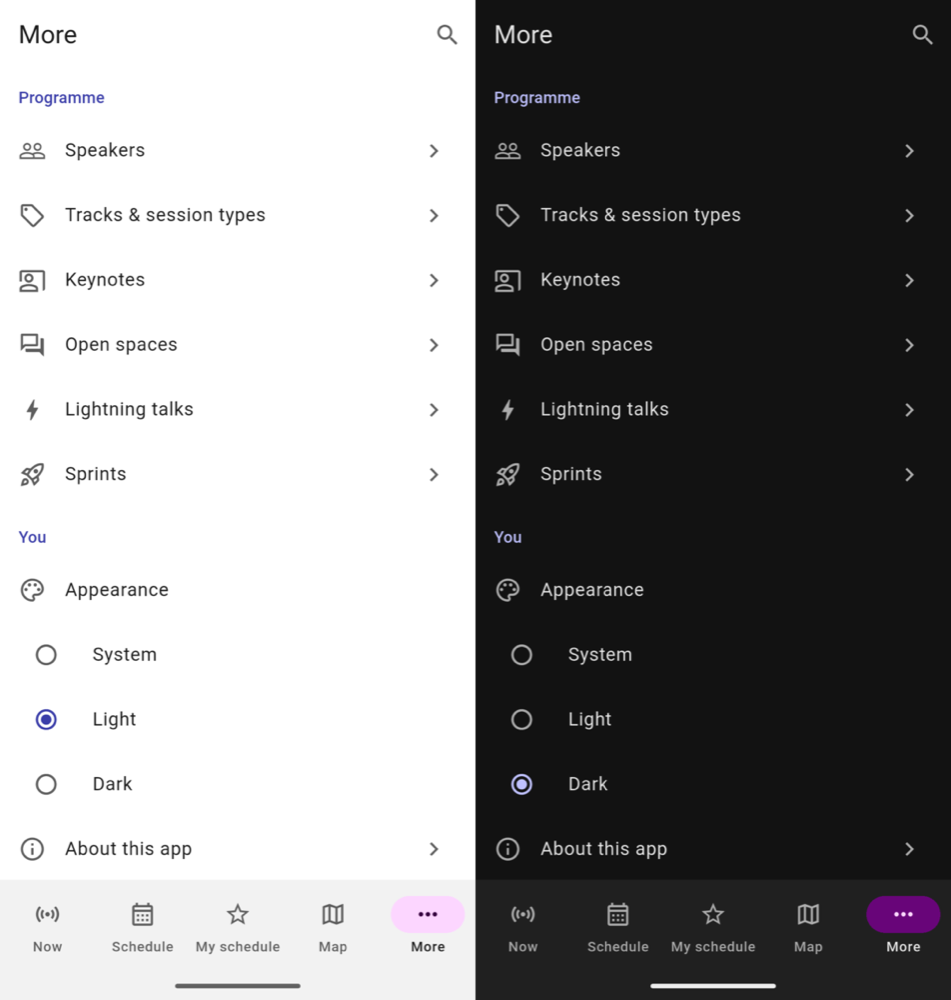 More
Programme
Speakers
Tracks & session types
Keynotes
Open spaces
Lightning talks
Sprints
You
Appearance
System
Light
Dark
About this app
Now
Schedule
My schedule
Map
More
More
Programme
Speakers
Tracks & session types
Keynotes
Open spaces
Lightning talks
Sprints
You
Appearance
System
Light
Dark
About this app
Now
Schedule
My schedule
Map
More